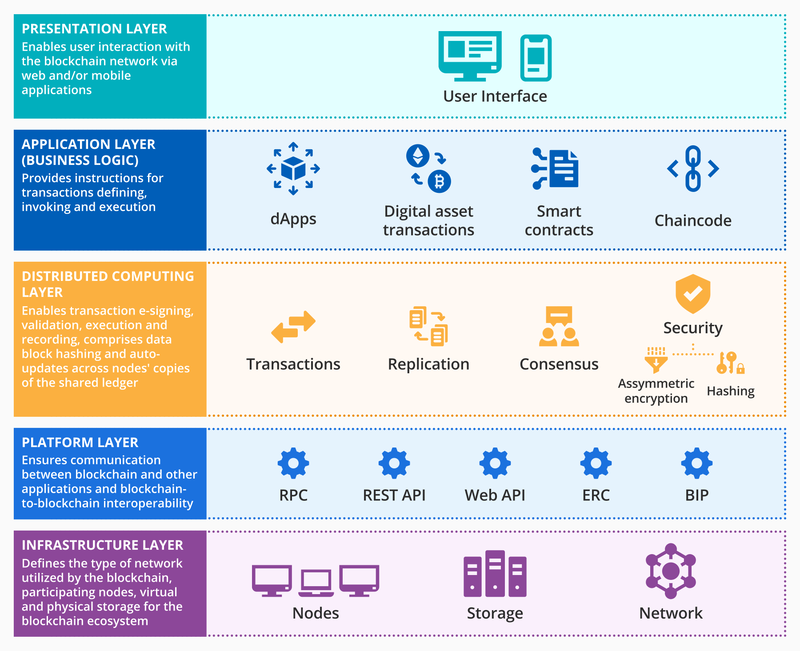 PRESENTATION LAYER
Enables user interaction with
the blockchain network via
web and/or mobile
applications
User Interface
APPLICATION LAYER
(BUSINESS LOGIC)
Provides instructions for
transactions defining,
invoking and execution
dApps
Digital asset
transactions
Smart
contracts
Chaincode
DISTRIBUTED COMPUTING
LAYER
Enables transaction e-signing,
validation, execution and
recording, comprises data
block hashing and auto-
updates across nodes' copies
of the shared ledger
Transactions
Replication
Consensus
Security
Assymmetric
encryption
Hashing
PLATFORM LAYER
Ensures communication
between blockchain and other
applications and blockchain-
to-blockchain interoperability
RPC
REST API
Web API
ERC
BIP
INFRASTRUCTURE LAYER
Defines the type of network
utilized by the blockchain,
participating nodes, virtual
and physical storage for the
blockchain ecosystem
Nodes
Storage
Network